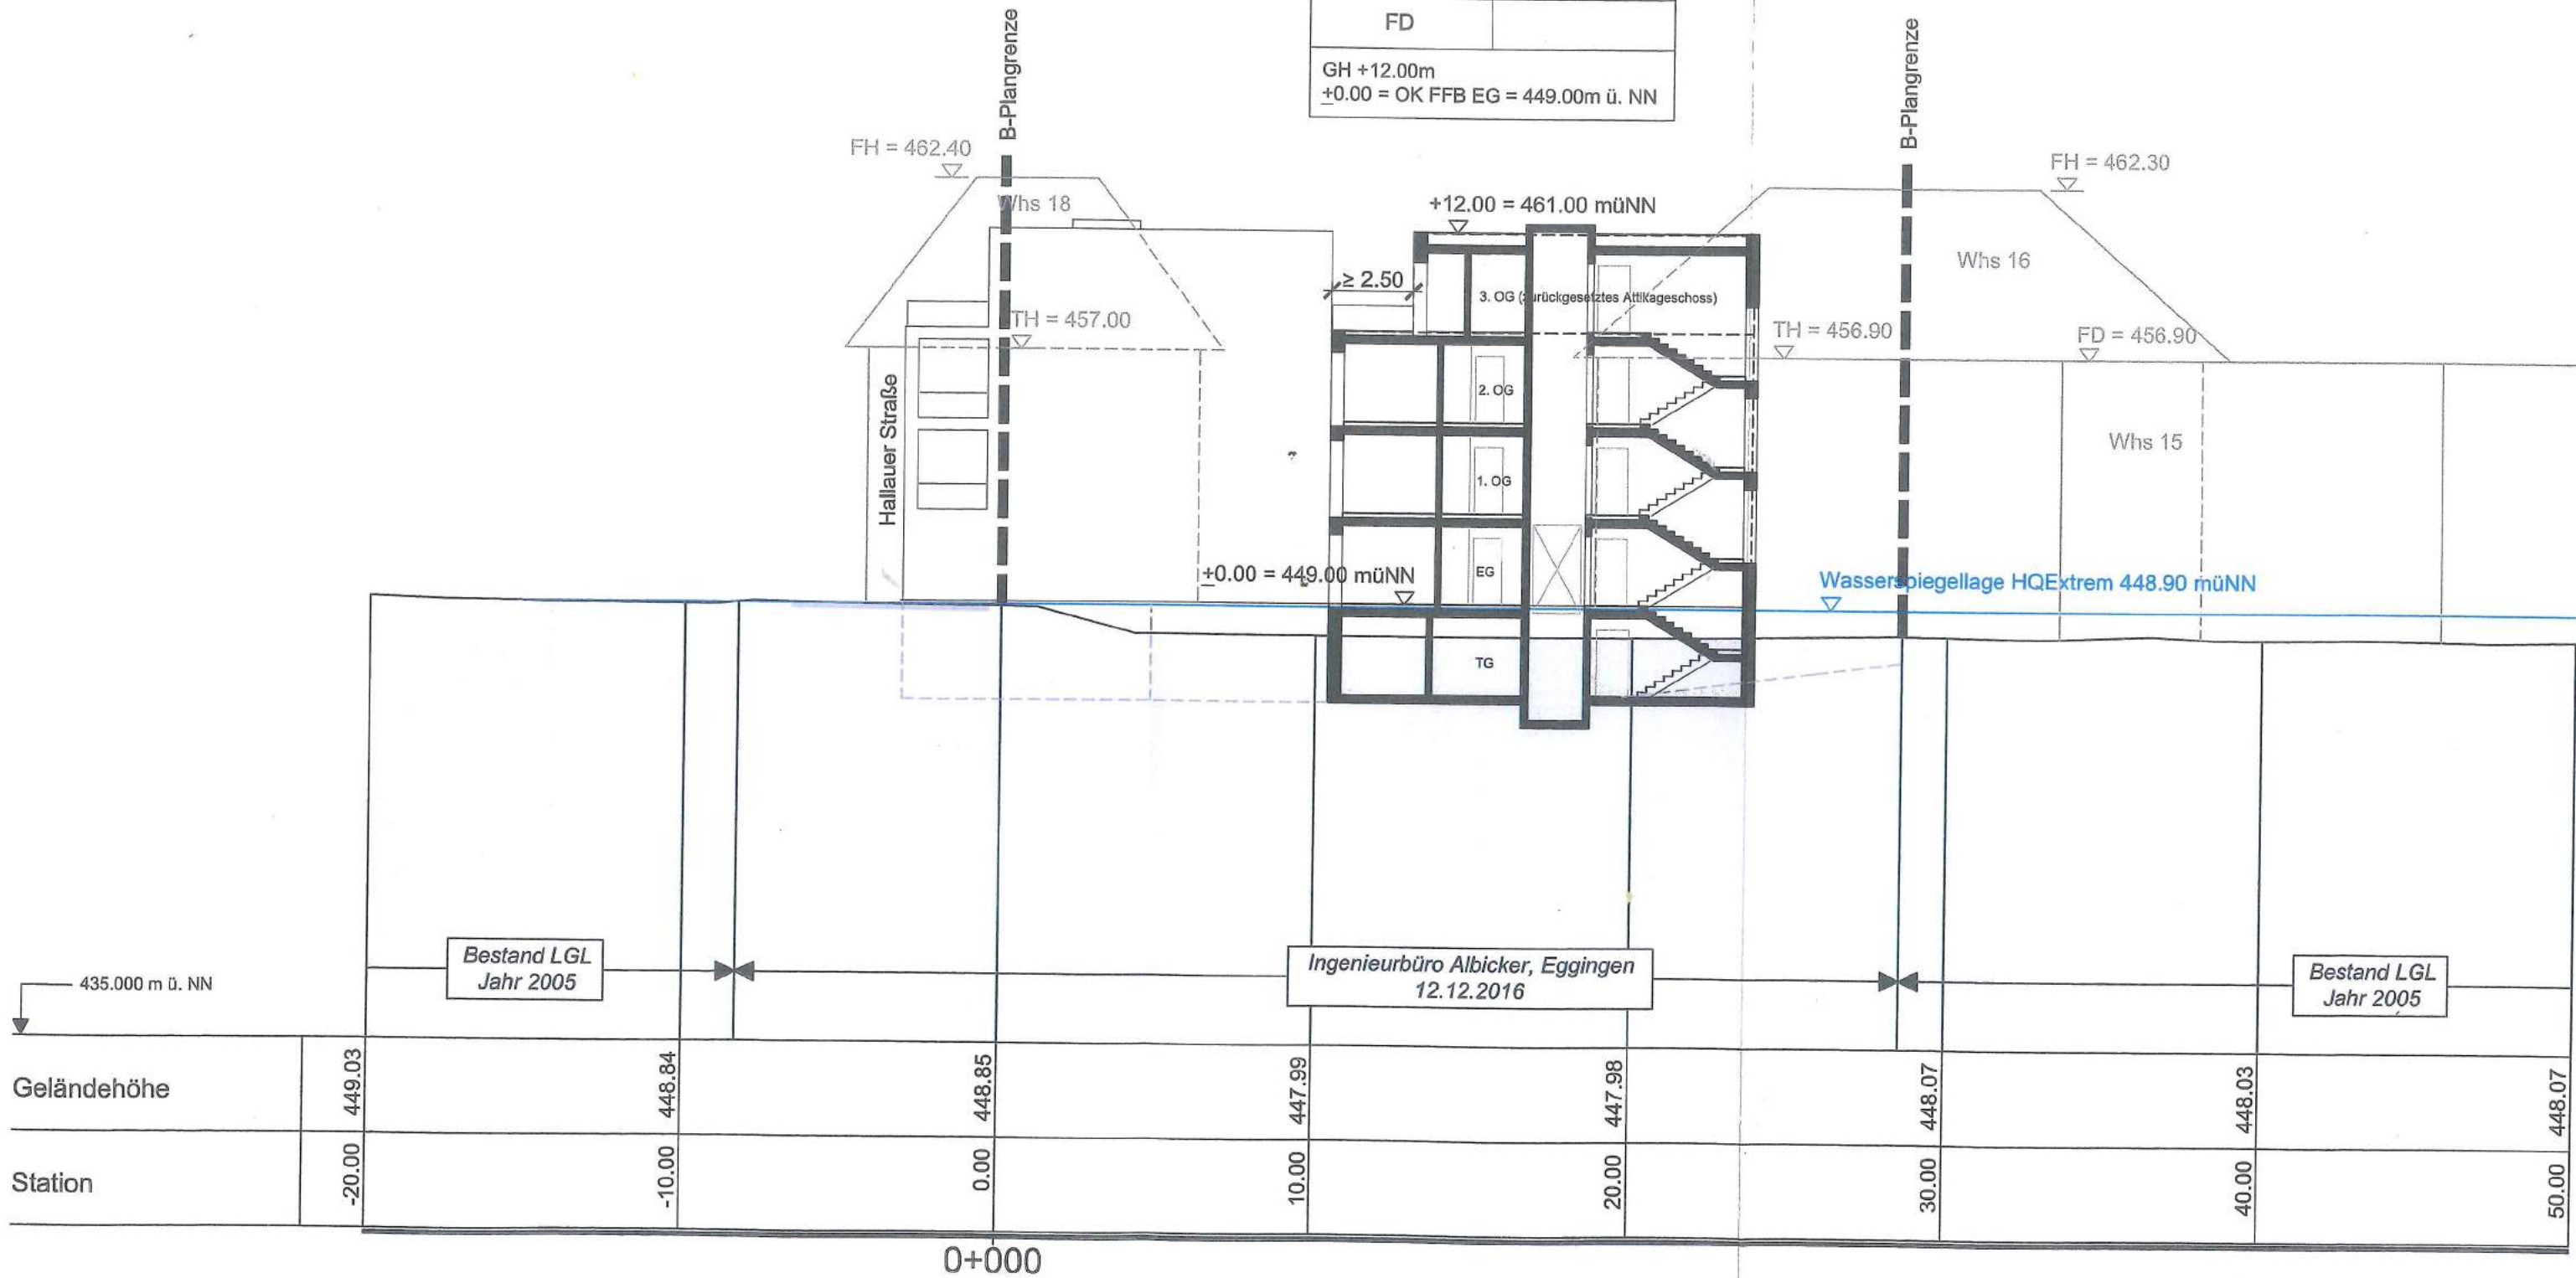 FD
GH +12.00m
±0.00 = OK FFB EG = 449.00m ü. NN
B-Plangrenze
B-Plangrenze
FH = 462.40
Whs 18
TH = 457.00
Hallauer Straße
+12.00 = 461.00 müNN
≥ 2.50
3. OG (zurückgesetztes Attikageschoss)
2. OG
1. OG
EG
TG
±0.00 = 449.00 müNN
FH = 462.30
Whs 16
TH = 456.90
FD = 456.90
Whs 15
Wasserspiegellage HQExtrem 448.90 müNN
Bestand LGL
Jahr 2005
Ingenieurbüro Albicker, Eggingen
12.12.2016
Bestand LGL
Jahr 2005
435.000 m ü. NN
Geländehöhe 449.03 448.84 448.85 447.99 447.98 448.07 448.03 448.07
Station -20.00 -10.00 0.00 10.00 20.00 30.00 40.00 50.00
0+000